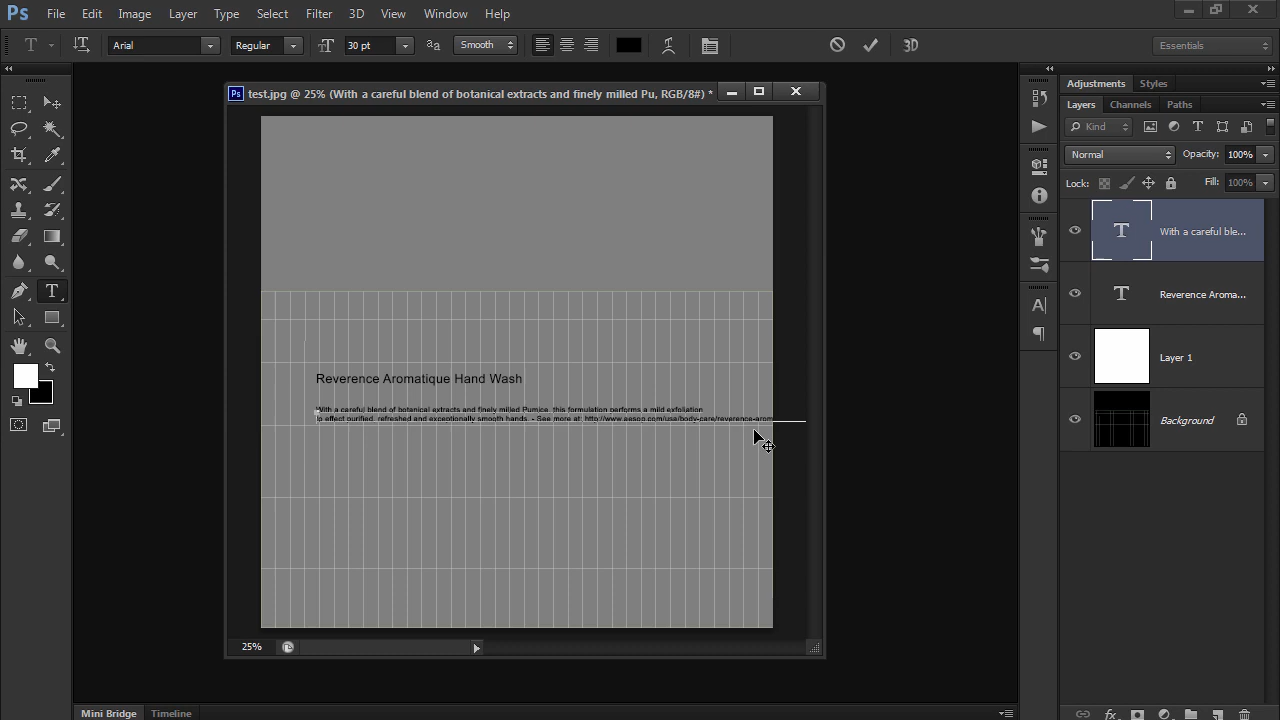 Ps File Edit Image Layer Type Select Filter 3D View Window Help
T Arial Regular 30 pt aa Smooth 3D Essentials
Ps test.jpg @ 25% (With a careful blend of botanical extracts and finely milled Pu, RGB/8#) *
Adjustments Styles
Layers Channels Paths
Kind
Normal Opacity: 100%
Lock: Fill: 100%
With a careful ble...
Reverence Aroma...
Layer 1
Background
Reverence Aromatique Hand Wash
With a careful blend of botanical extracts and finely milled Pumice, this formulation performs a mild exfoliation
to effect purified, refreshed and exceptionally smooth hands. - See more at: http://www.aesop.com/usa/body-care/reverence-arom
25%
Mini Bridge Timeline
fx